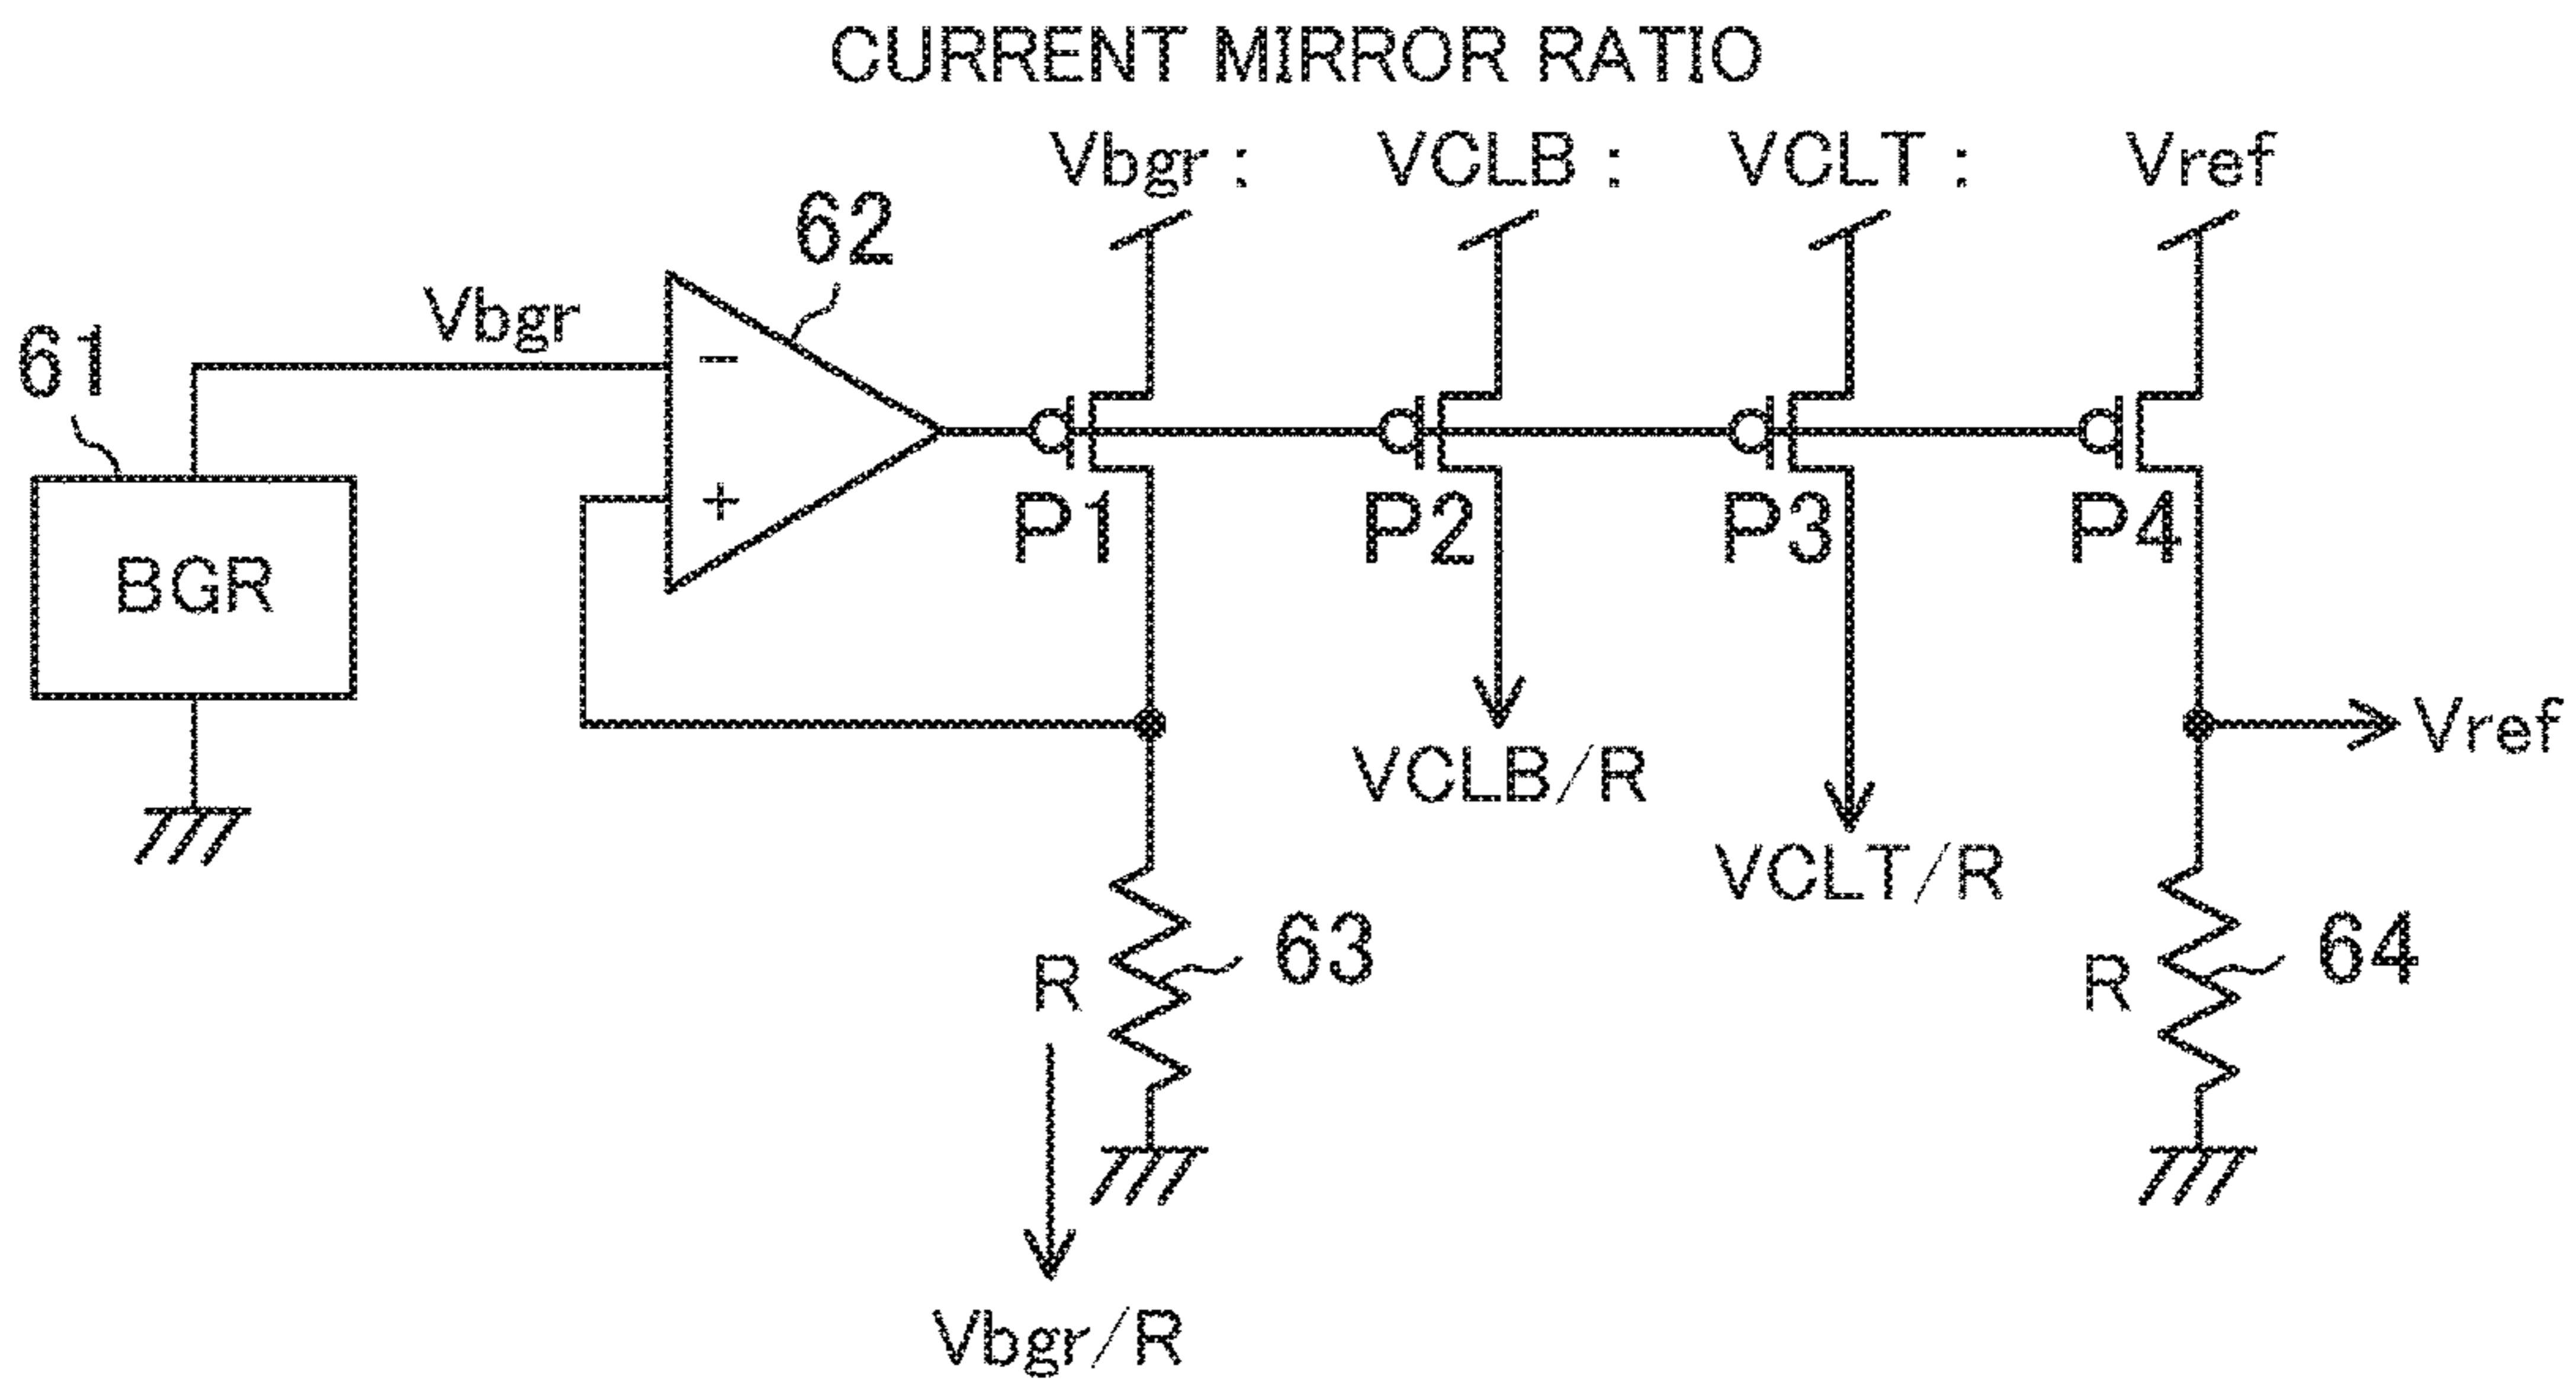 CURRENT MIRROR RATIO
Vbgr : VCLB : VCLT : Vref
62
Vbgr
61
−
+
P1 P2 P3 P4
BGR
Vref
VCLB/R
VCLT/R
R 63
R 64
Vbgr/R